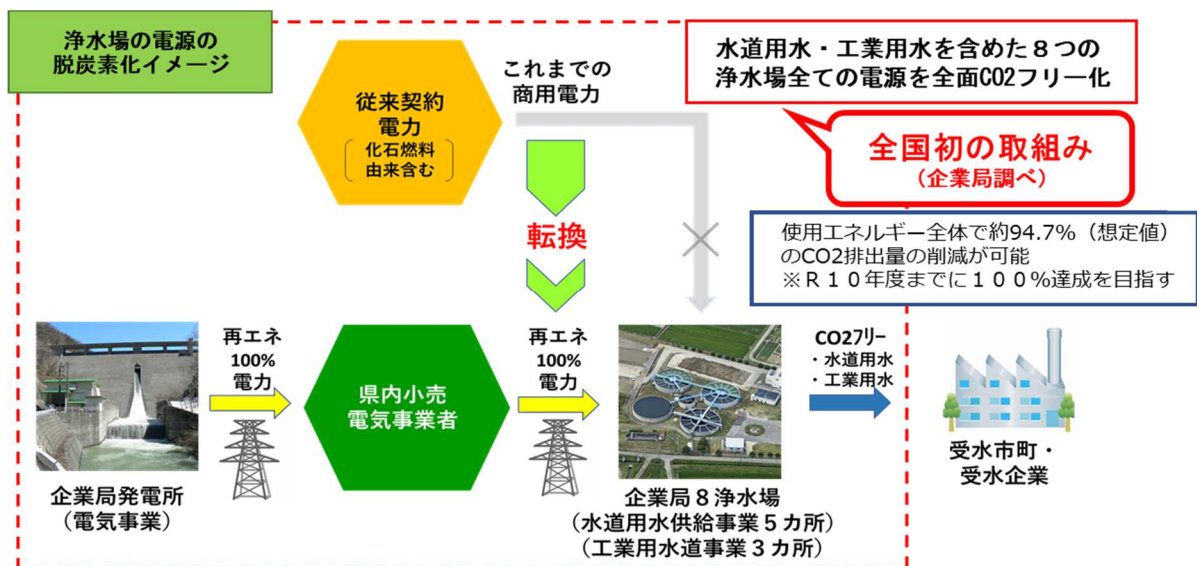 浄水場の電源の
脱炭素化イメージ
従来契約
電力
化石燃料
由来含む
これまでの
商用電力
水道用水・工業用水を含めた８つの
浄水場全ての電源を全面CO2フリー化
全国初の取組み
（企業局調べ）
転換
使用エネルギー全体で約94.7%（想定値）
のCO2排出量の削減が可能
※Ｒ１０年度までに１００％達成を目指す
再エネ
100%
電力
県内小売
電気事業者
再エネ
100%
電力
CO2フリー
・水道用水
・工業用水
企業局発電所
（電気事業）
企業局８浄水場
（水道用水供給事業５カ所）
（工業用水道事業３カ所）
受水市町・
受水企業